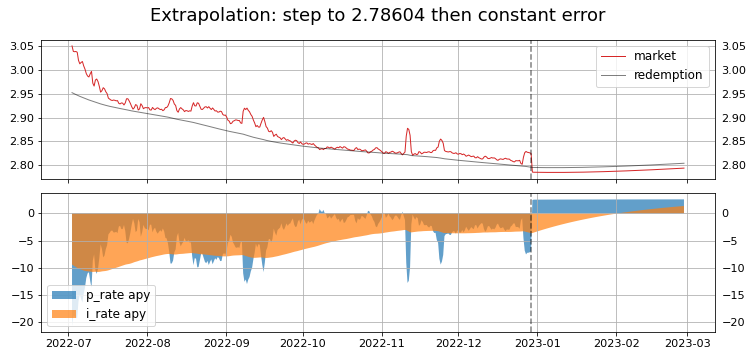 Extrapolation: step to 2.78604 then constant error
3.05 3.05
3.00 3.00
2.95 2.95
2.90 2.90
2.85 2.85
2.80 2.80
market
redemption
0 0
−5 −5
−10 −10
−15 −15
−20 −20
p_rate apy
i_rate apy
2022-07 2022-08 2022-09 2022-10 2022-11 2022-12 2023-01 2023-02 2023-03